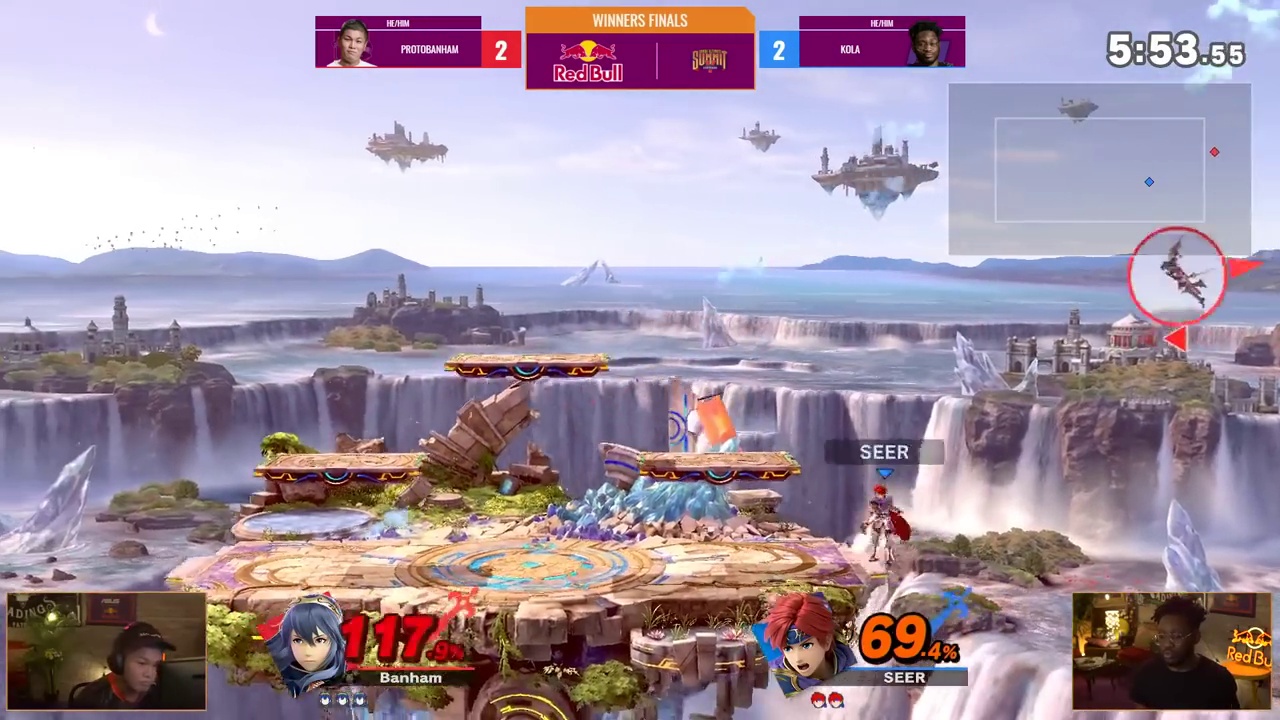 HE/HIM
PROTOBANHAM
2
WINNERS FINALS
Red Bull
SUMMIT
2
HE/HIM
KOLA
5:53.55
SEER
117.9%
Banham
69.4%
SEER
Red Bu